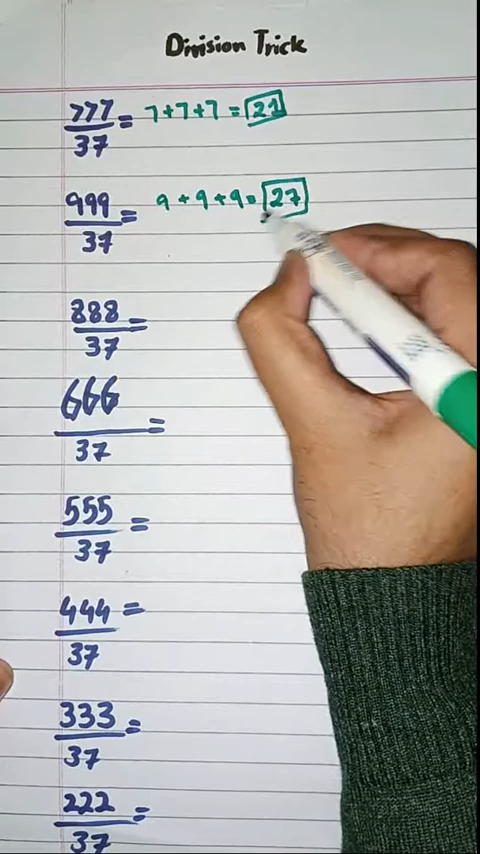 Division Trick
777/37 = 7+7+7 = 21
999/37 = 9+9+9= 27
888/37 =
666/37 =
555/37 =
444/37 =
333/37 =
222/37 =